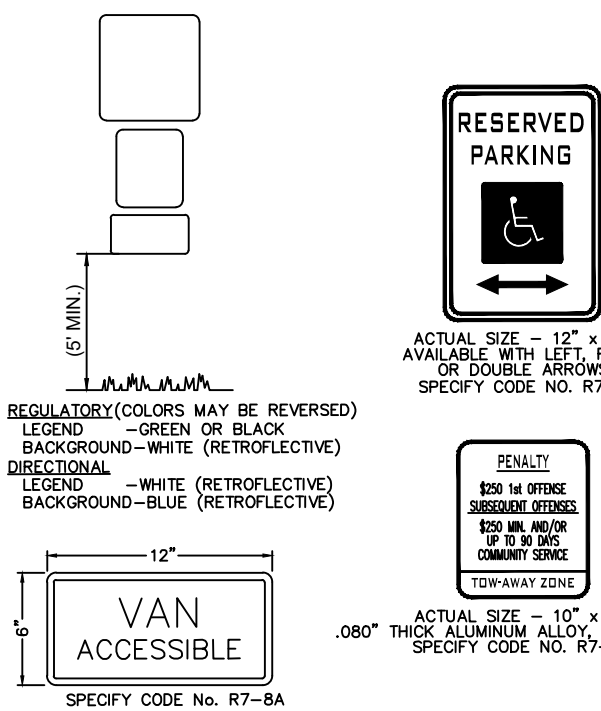 (5' MIN.)
REGULATORY(COLORS MAY BE REVERSED)
LEGEND -GREEN OR BLACK
BACKGROUND-WHITE (RETROFLECTIVE)
DIRECTIONAL
LEGEND -WHITE (RETROFLECTIVE)
BACKGROUND-BLUE (RETROFLECTIVE)
12"
6"
VAN
ACCESSIBLE
SPECIFY CODE No. R7-8A
RESERVED
PARKING
ACTUAL SIZE - 12" x
AVAILABLE WITH LEFT,
OR DOUBLE ARROWS
SPECIFY CODE NO. R7
PENALTY
$250 1st OFFENSE
SUBSEQUENT OFFENSES
$250 MIN. AND/OR
UP TO 90 DAYS
COMMUNITY SERVICE
TOW-AWAY ZONE
ACTUAL SIZE - 10" x
.080" THICK ALUMINUM ALLOY,
SPECIFY CODE NO. R7-